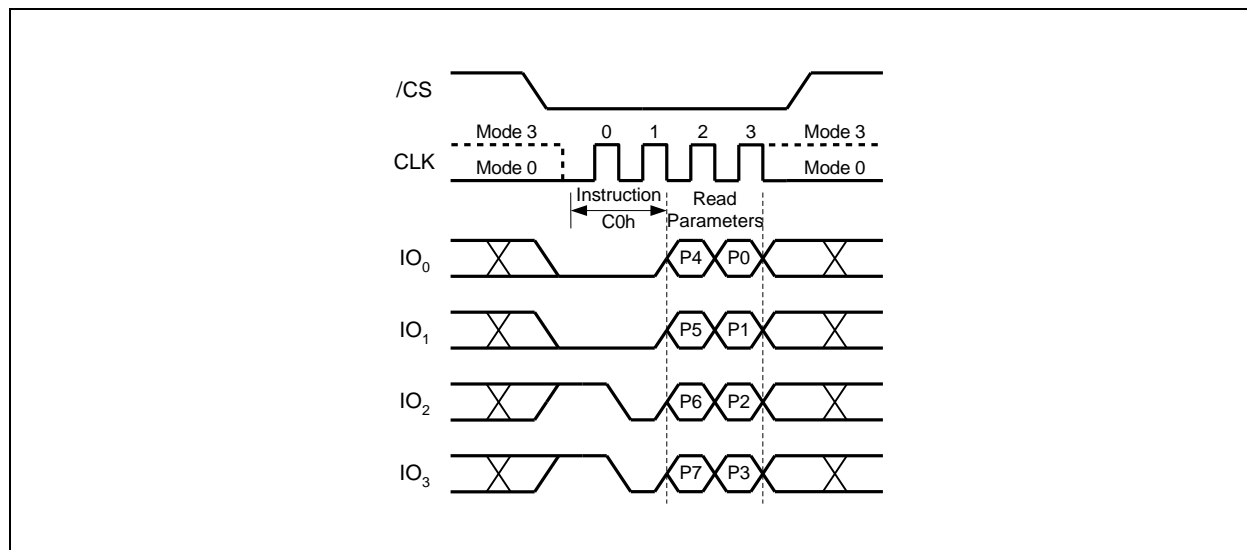 /CS
Mode 3 0 1 2 3 Mode 3
CLK Mode 0 Mode 0
Instruction Read
C0h Parameters
IO0 P4 P0
IO1 P5 P1
IO2 P6 P2
IO3 P7 P3